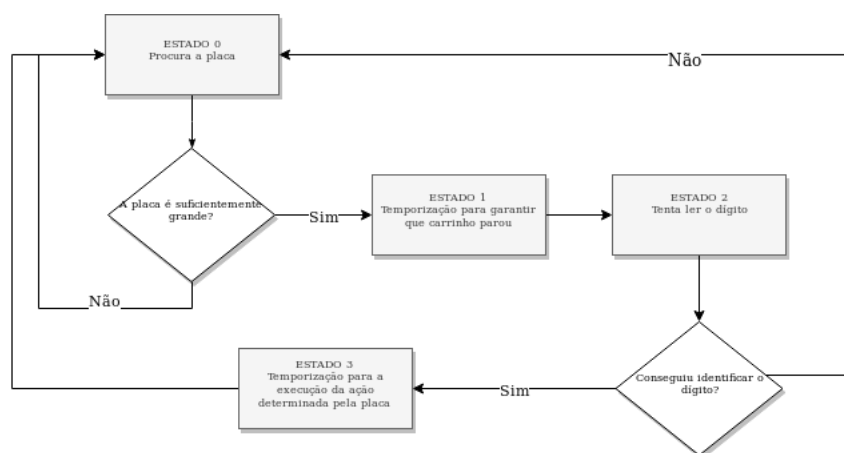 ESTADO 0
Procura a placa
Não
A placa é suficientemente
grande?
Sim
ESTADO 1
Temporização para garantir
que carrinho parou
ESTADO 2
Tenta ler o dígito
Não
ESTADO 3
Temporização para a
execução da ação
determinada pela placa
Sim
Conseguiu identificar o
dígito?